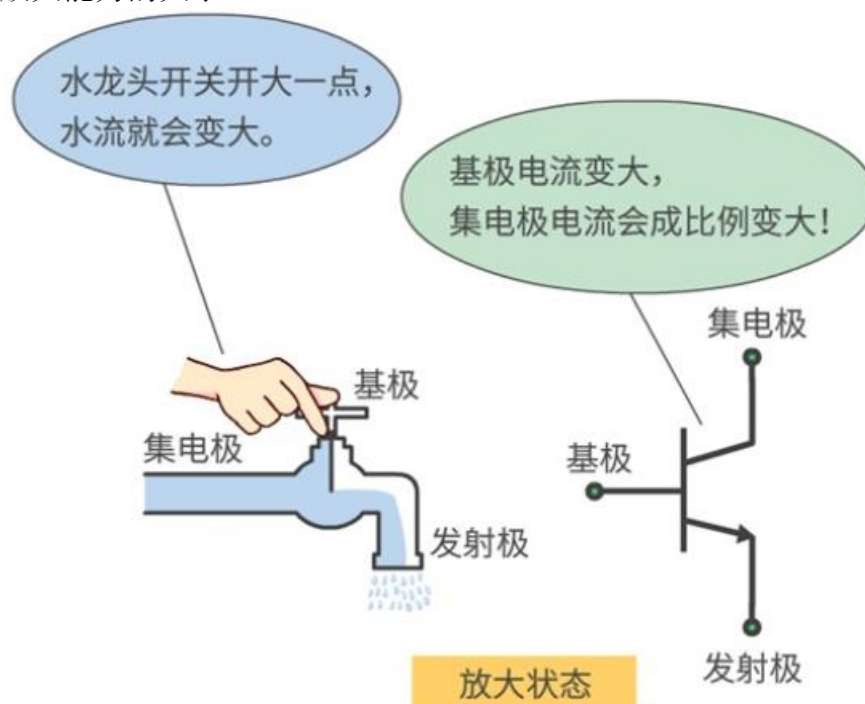 水龙头开关开大一点，
水流就会变大。
基极电流变大，
集电极电流会成比例变大！
集电极
基极
集电极
基极
发射极
发射极
放大状态